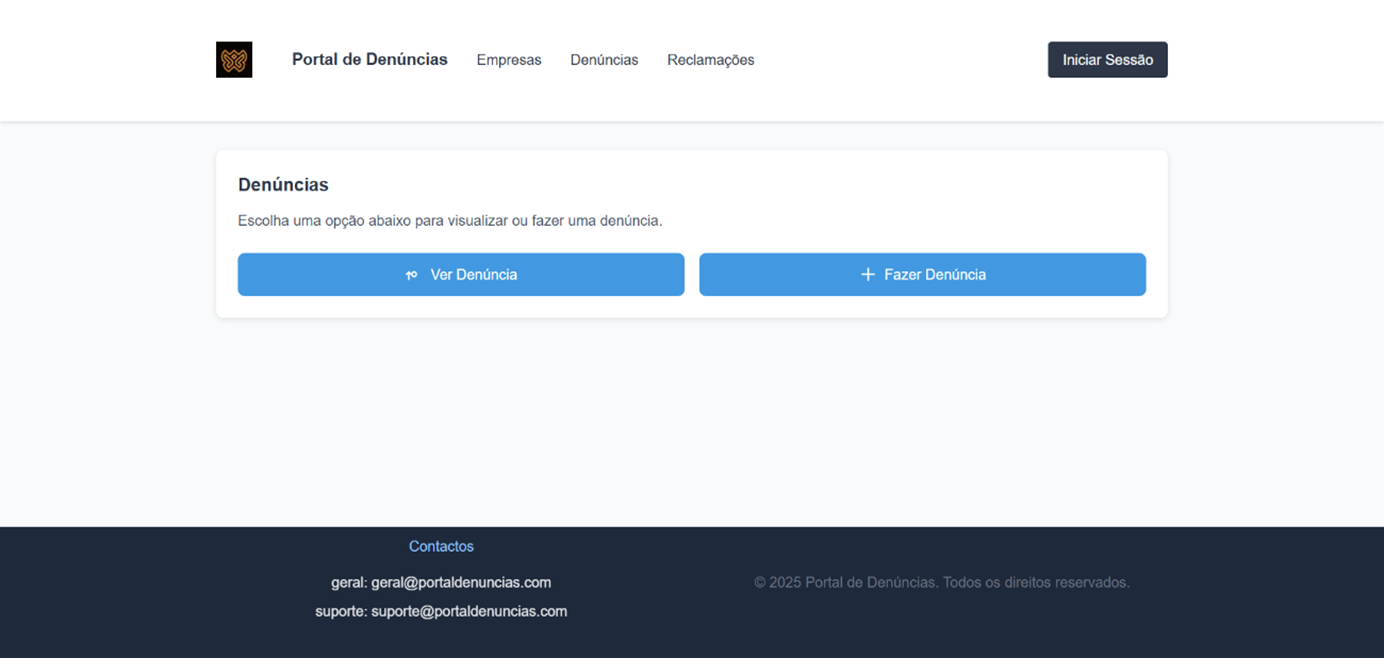 Portal de Denúncias Empresas Denúncias Reclamações Iniciar Sessão
Denúncias
Escolha uma opção abaixo para visualizar ou fazer uma denúncia.
Ver Denúncia Fazer Denúncia
Contactos
geral: geral@portaldenuncias.com
© 2025 Portal de Denúncias. Todos os direitos reservados.
suporte: suporte@portaldenuncias.com